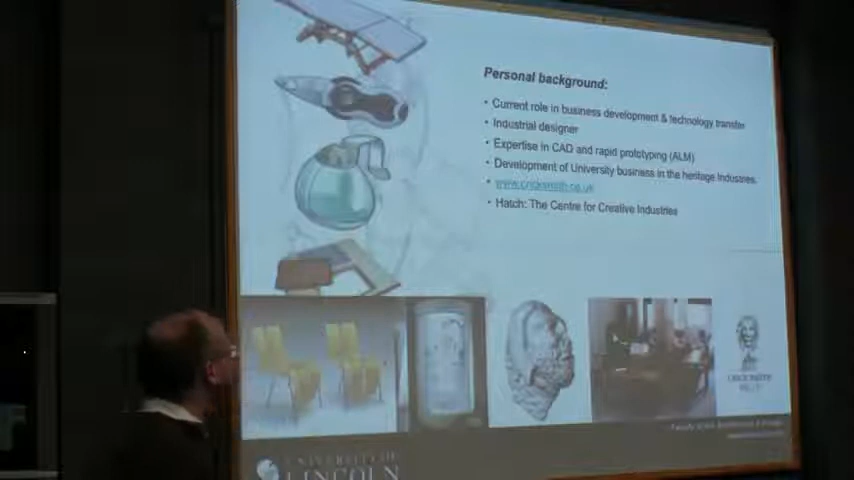 Personal background:
• Current role in business development & technology transfer
• Industrial designer
• Expertise in CAD and rapid prototyping (ALM)
• Development of University business in the heritage Industries.
• www.cricksmith.co.uk
• Hatch: The Centre for Creative Industries
CRICK SMITH
UNIVERSITY OF
LINCOLN